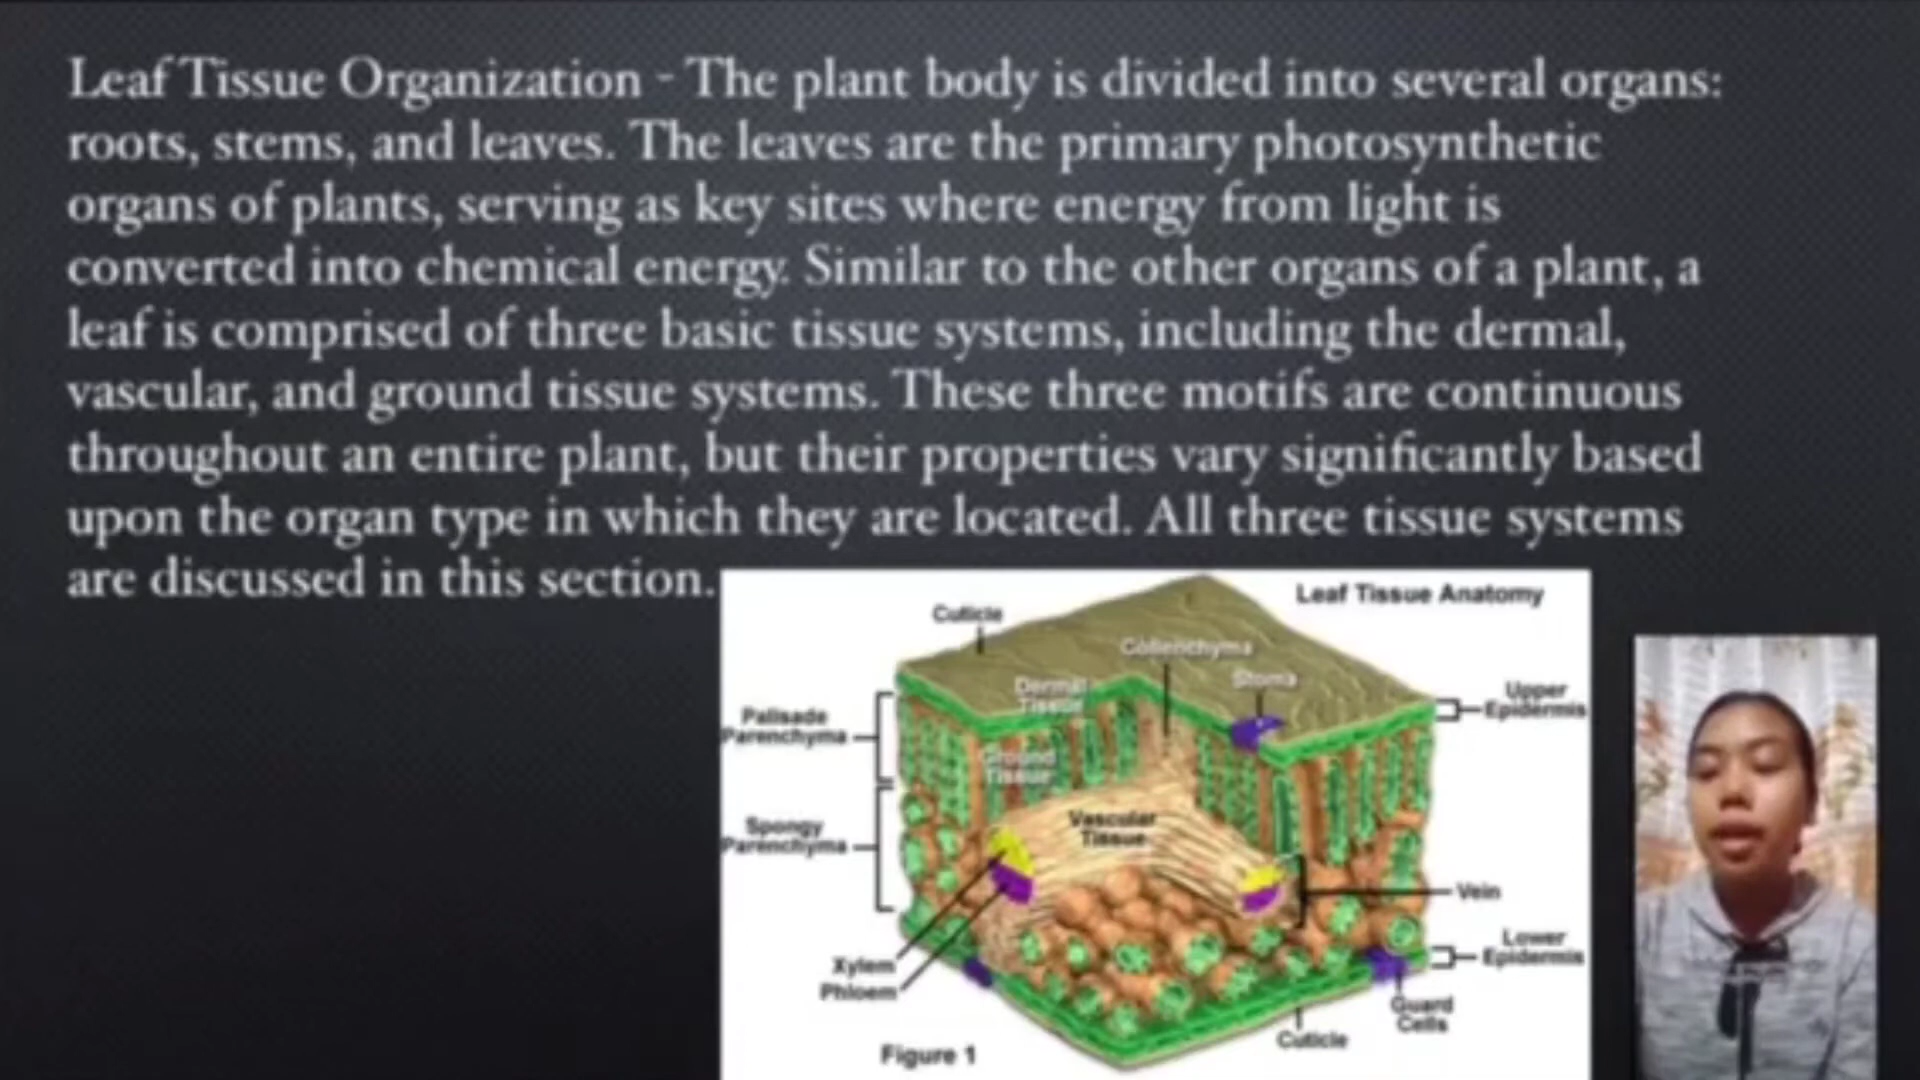 Leaf Tissue Organization - The plant body is divided into several organs:
roots, stems, and leaves. The leaves are the primary photosynthetic
organs of plants, serving as key sites where energy from light is
converted into chemical energy. Similar to the other organs of a plant, a
leaf is comprised of three basic tissue systems, including the dermal,
vascular, and ground tissue systems. These three motifs are continuous
throughout an entire plant, but their properties vary significantly based
upon the organ type in which they are located. All three tissue systems
are discussed in this section.
Leaf Tissue Anatomy
Cuticle
Collenchyma
Stoma
Dermal
Tissue
Upper
Epidermis
Palisade
Parenchyma
Ground
Tissue
Vascular
Tissue
Spongy
Parenchyma
Vein
Lower
Epidermis
Xylem
Phloem
Guard
Cells
Cuticle
Figure 1